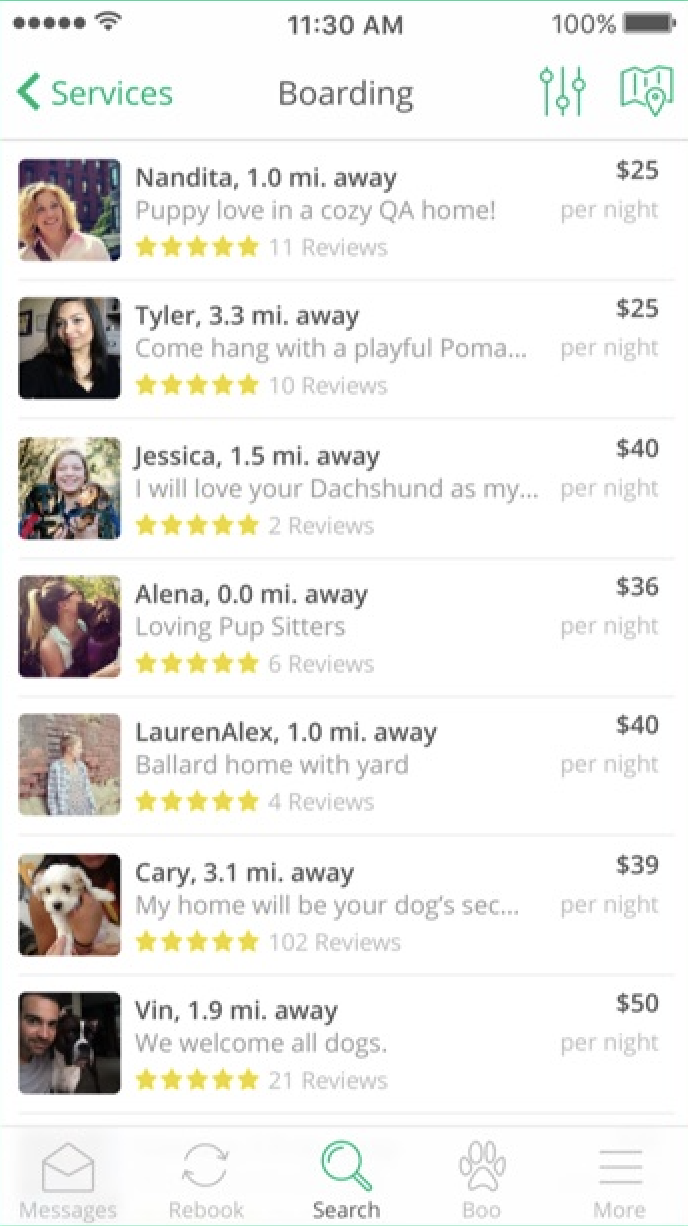 11:30 AM 100%
Services Boarding
Nandita, 1.0 mi. away $25
Puppy love in a cozy QA home! per night
11 Reviews
Tyler, 3.3 mi. away $25
Come hang with a playful Poma... per night
10 Reviews
Jessica, 1.5 mi. away $40
I will love your Dachshund as my... per night
2 Reviews
Alena, 0.0 mi. away $36
Loving Pup Sitters per night
6 Reviews
LaurenAlex, 1.0 mi. away $40
Ballard home with yard per night
4 Reviews
Cary, 3.1 mi. away $39
My home will be your dog's sec... per night
102 Reviews
Vin, 1.9 mi. away $50
We welcome all dogs. per night
21 Reviews
Messages Rebook Search Boo More